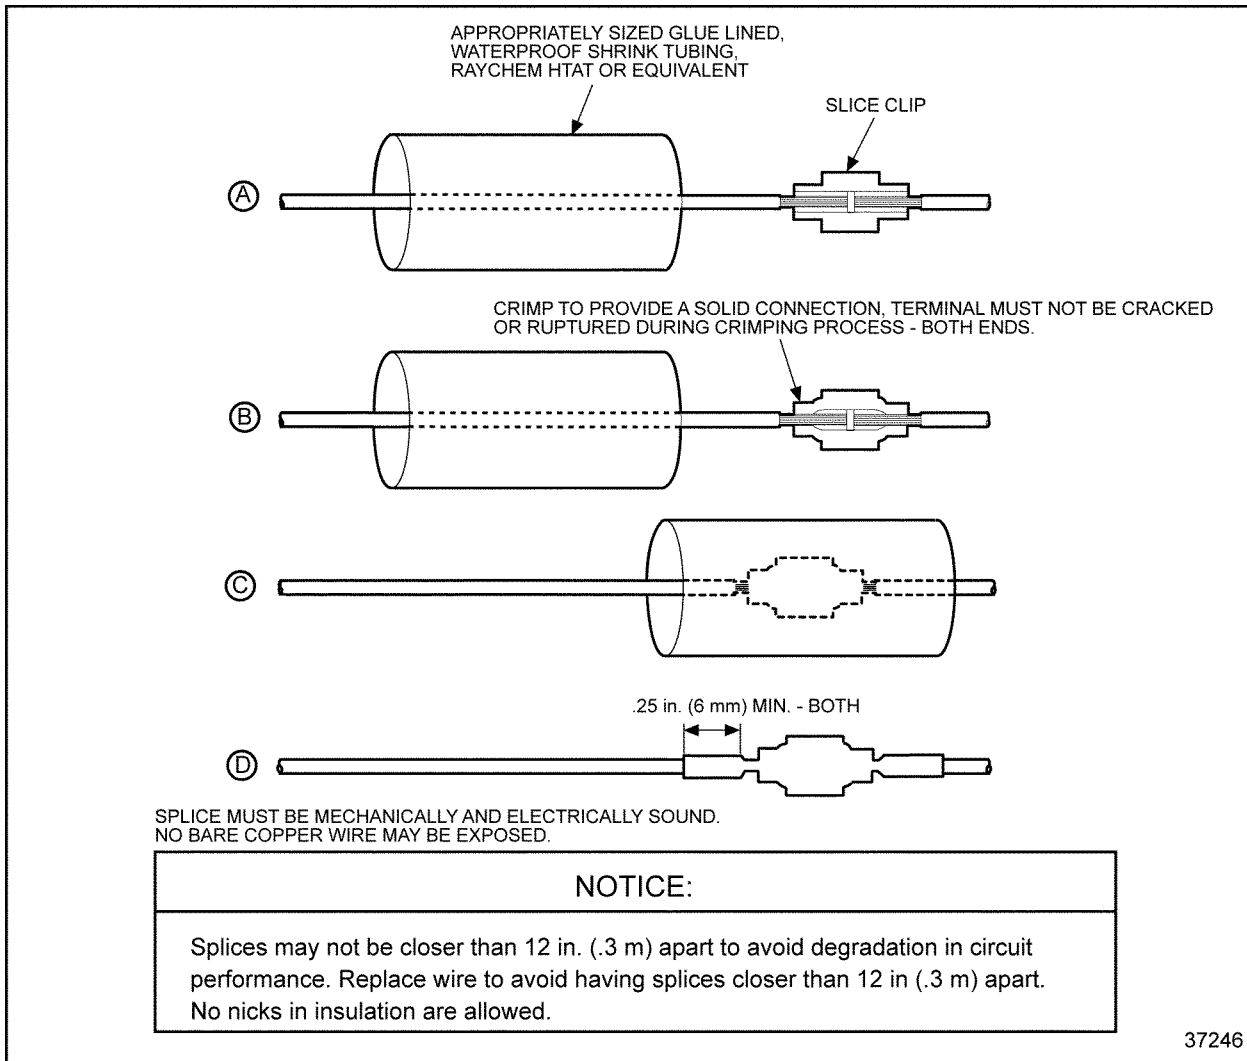 APPROPRIATELY SIZED GLUE LINED,
WATERPROOF SHRINK TUBING,
RAYCHEM HTAT OR EQUIVALENT
SLICE CLIP
A
CRIMP TO PROVIDE A SOLID CONNECTION, TERMINAL MUST NOT BE CRACKED
OR RUPTURED DURING CRIMPING PROCESS - BOTH ENDS.
B
C
.25 in. (6 mm) MIN. - BOTH
D
SPLICE MUST BE MECHANICALLY AND ELECTRICALLY SOUND.
NO BARE COPPER WIRE MAY BE EXPOSED.
NOTICE:
Splices may not be closer than 12 in. (.3 m) apart to avoid degradation in circuit
performance. Replace wire to avoid having splices closer than 12 in (.3 m) apart.
No nicks in insulation are allowed.
37246